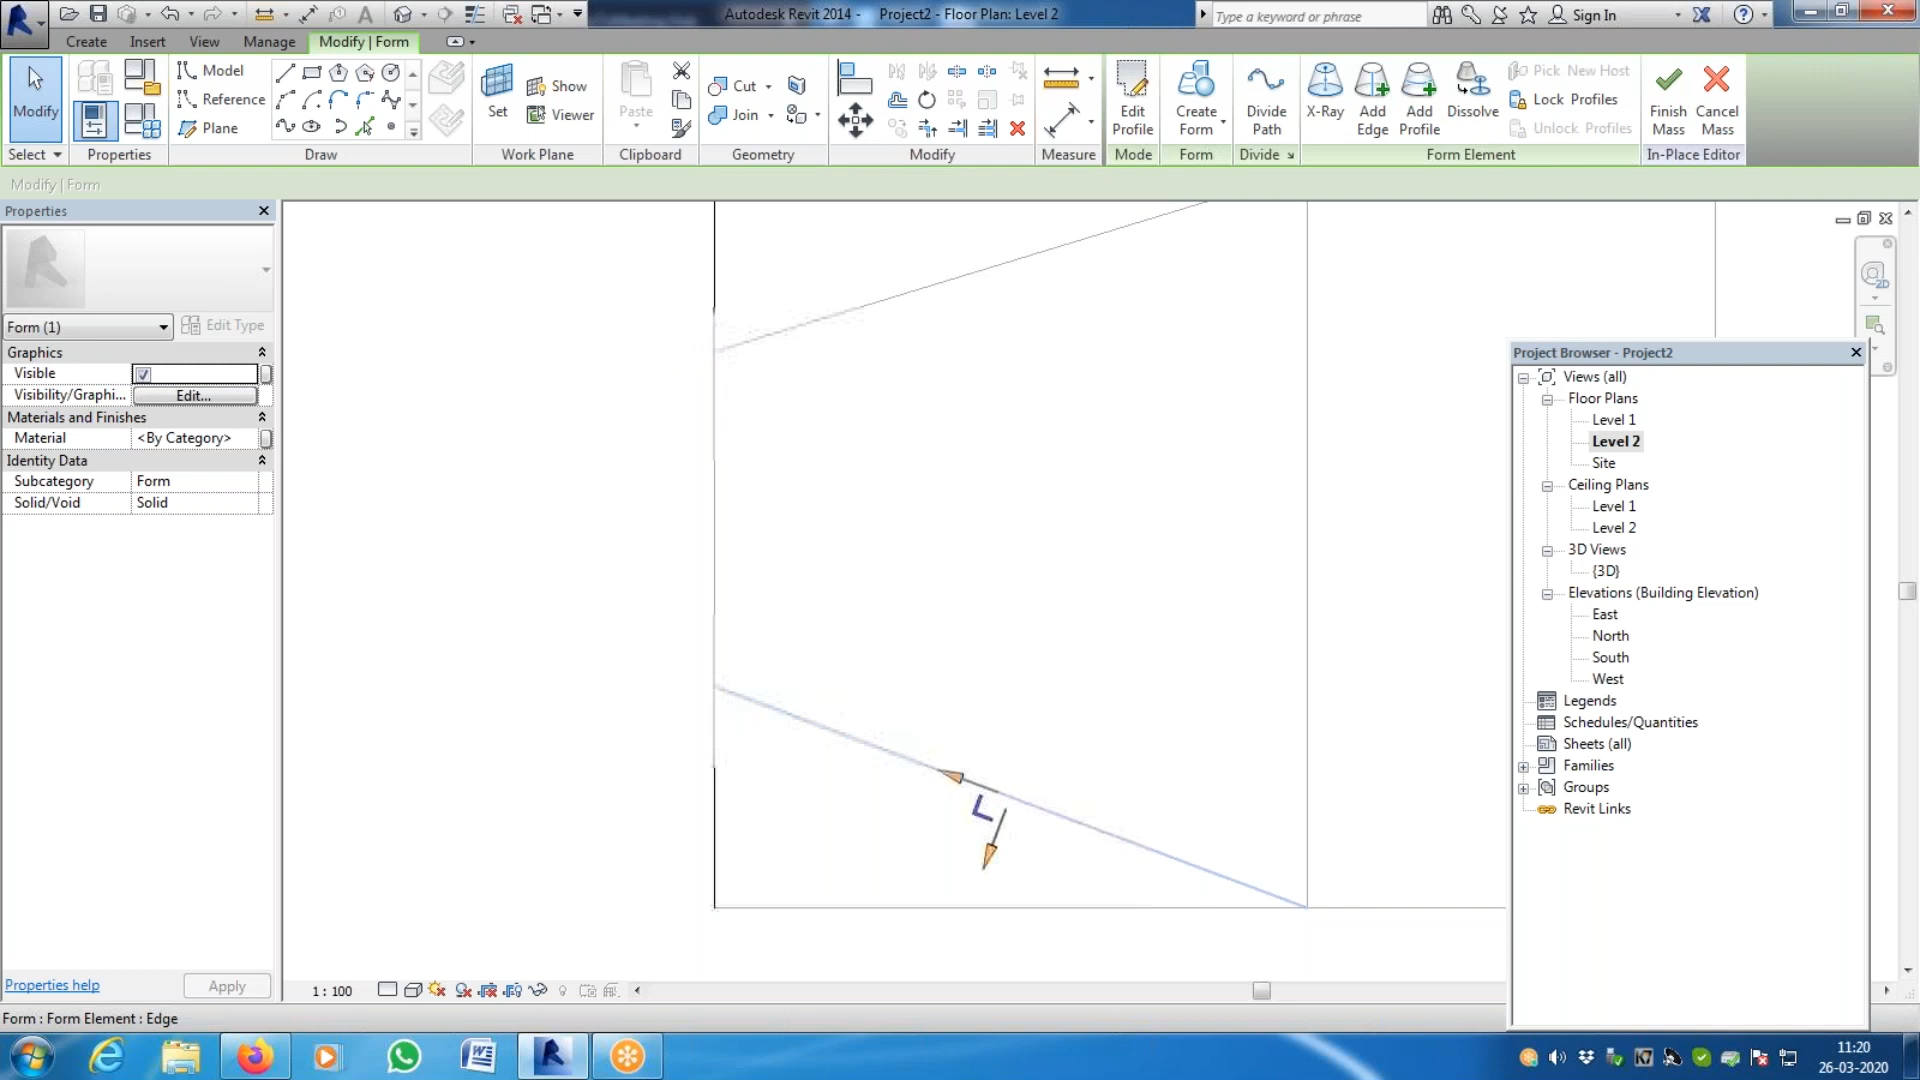 Autodesk Revit 2014 - Project2 - Floor Plan: Level 2
Type a keyword or phrase
Sign In
Create Insert View Manage Modify | Form
Modify
Model
Reference
Plane
Set
Show
Viewer
Paste
Cut
Join
Edit
Profile
Create
Form
Divide
Path
X-Ray
Add
Edge
Add
Profile
Dissolve
Pick New Host
Lock Profiles
Unlock Profiles
Finish
Mass
Cancel
Mass
Select Properties Draw Work Plane Clipboard Geometry Modify Measure Mode Form Divide Form Element In-Place Editor
Modify | Form
Properties
Form (1)
Edit Type
Graphics
Visible
Visibility/Graphi... Edit...
Materials and Finishes
Material <By Category>
Identity Data
Subcategory Form
Solid/Void Solid
Properties help
Apply
1 : 100
Form : Form Element : Edge
2D
Project Browser - Project2
Views (all)
Floor Plans
Level 1
Level 2
Site
Ceiling Plans
Level 1
Level 2
3D Views
{3D}
Elevations (Building Elevation)
East
North
South
West
Legends
Schedules/Quantities
Sheets (all)
Families
Groups
Revit Links
11:20
26-03-2020